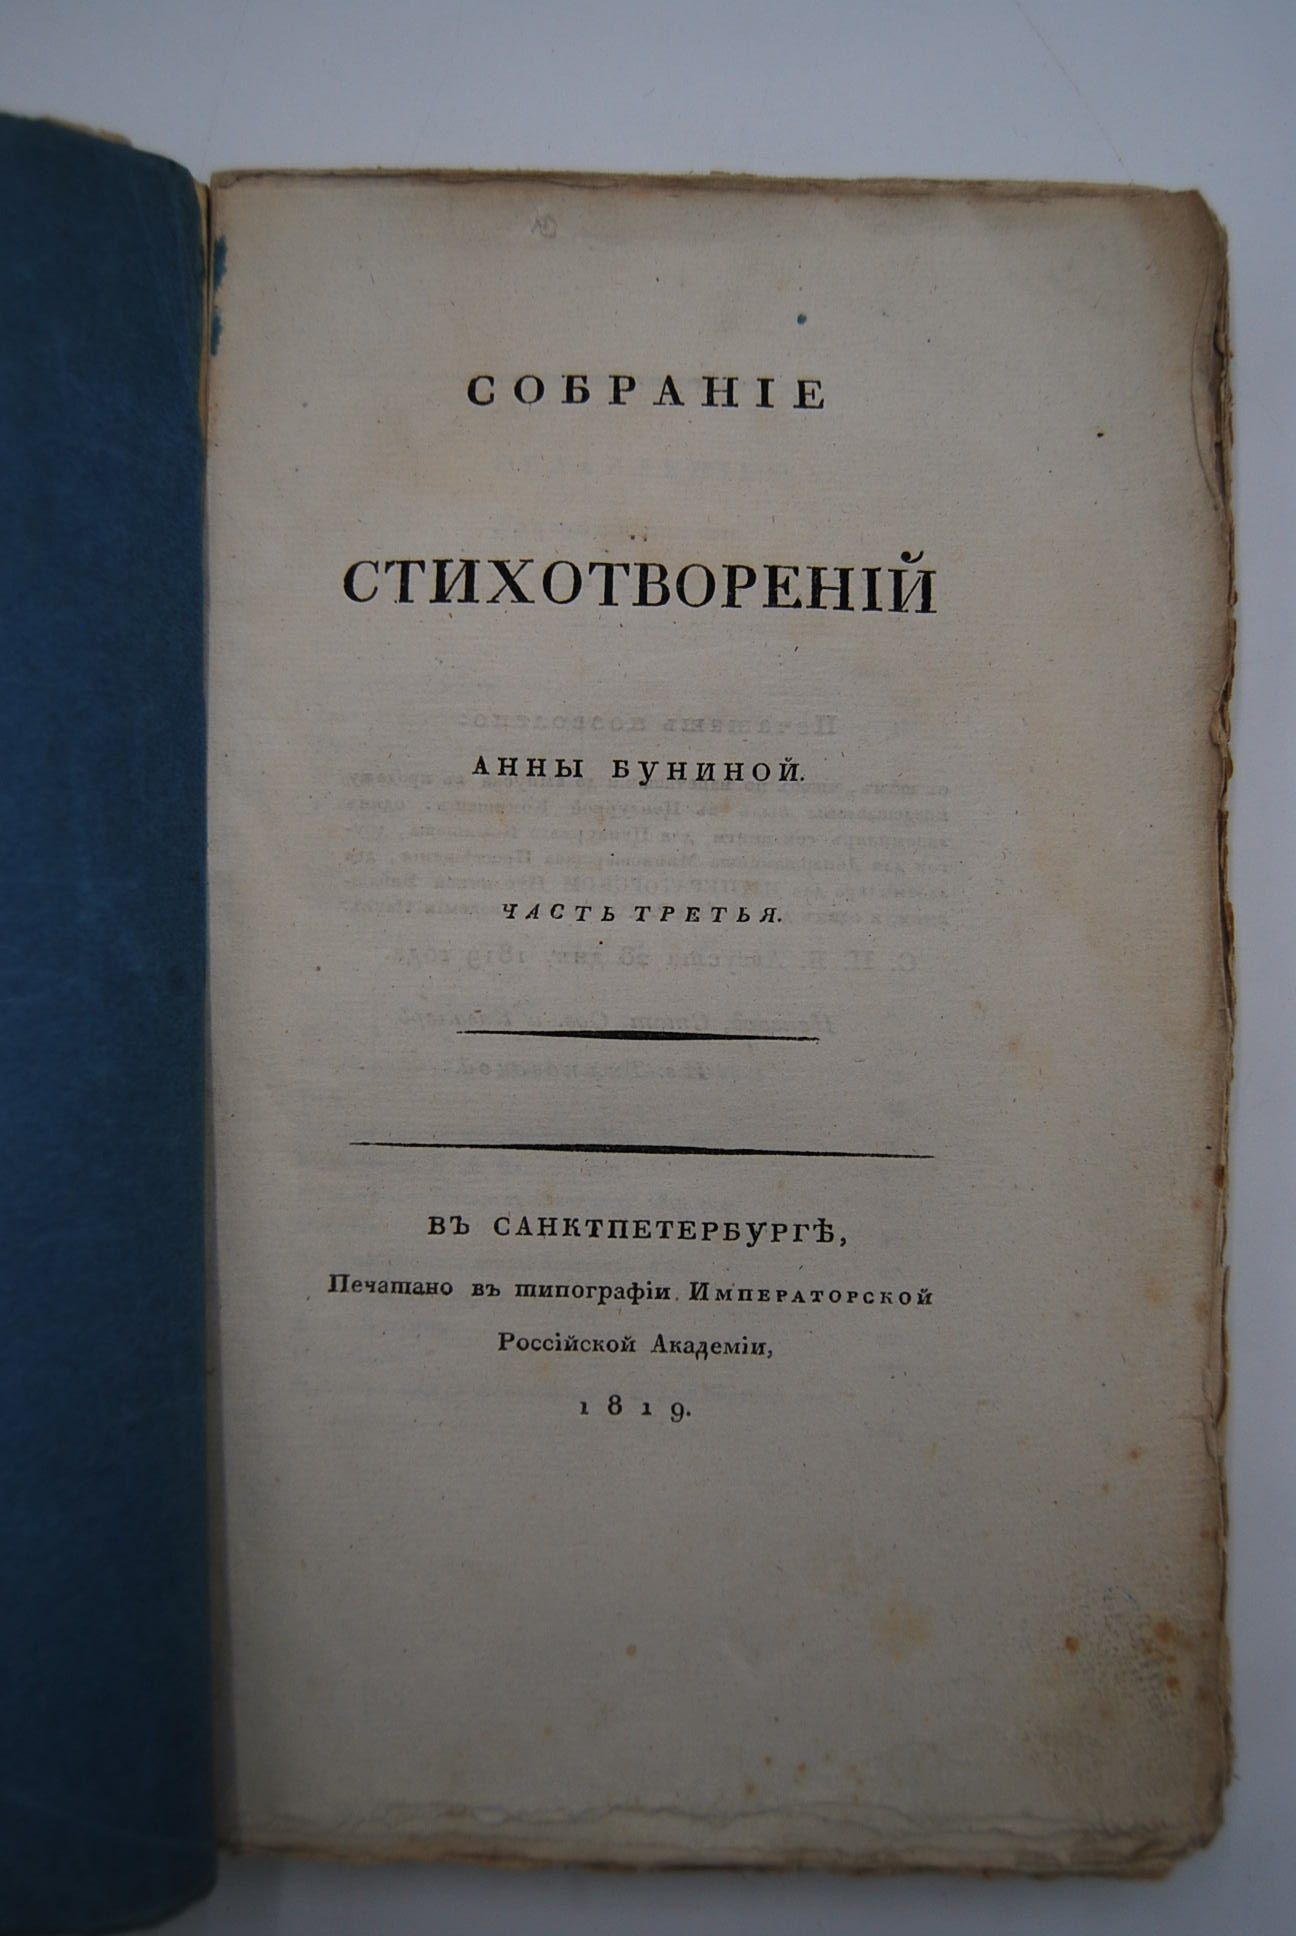 СОБРАНІЕ
СТИХОТВОРЕНІЙ
АННЫ БУНИНОЙ.
ЧАСТЬ ТРЕТЬЯ.
ВЪ САНКТПЕТЕРБУРГѢ,
Печатано въ типографіи ИМПЕРАТОРСКОЙ
Россійской Академіи,
1819.